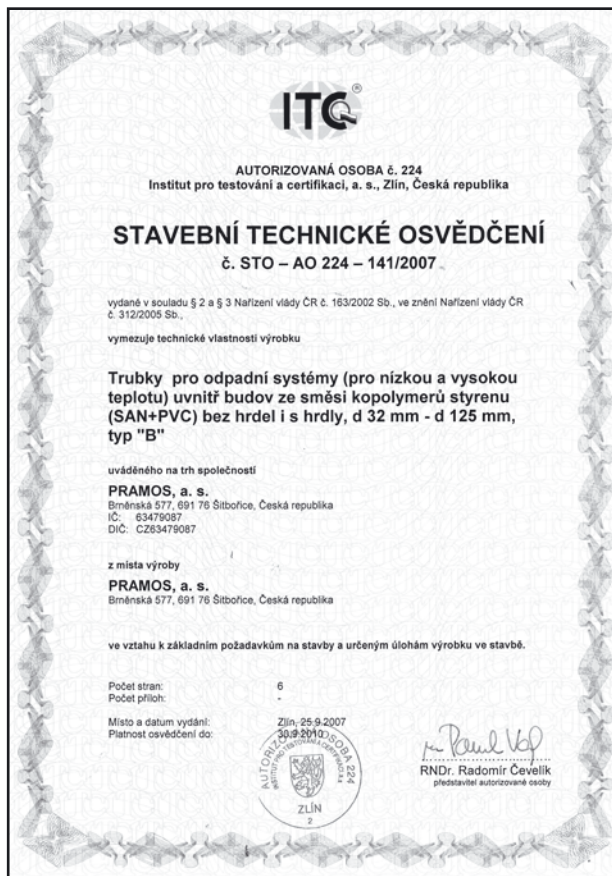 ITC®
AUTORIZOVANÁ OSOBA č. 224
Institut pro testování a certifikaci, a. s., Zlín, Česká republika
STAVEBNÍ TECHNICKÉ OSVĚDČENÍ
č. STO – AO 224 – 141/2007
vydané v souladu § 2 a § 3 Nařízení vlády ČR č. 163/2002 Sb., ve znění Nařízení vlády ČR
č. 312/2005 Sb.,
vymezuje technické vlastnosti výrobku
Trubky pro odpadní systémy (pro nízkou a vysokou
teplotu) uvnitř budov ze směsi kopolymerů styrenu
(SAN+PVC) bez hrdel i s hrdly, d 32 mm - d 125 mm,
typ "B"
uváděného na trh společností
PRAMOS, a. s.
Brněnská 577, 691 76 Šitbořice, Česká republika
IČ: 63479087
DIČ: CZ63479087
z místa výroby
PRAMOS, a. s.
Brněnská 577, 691 76 Šitbořice, Česká republika
ve vztahu k základním požadavkům na stavby a určeným úlohám výrobku ve stavbě.
Počet stran: 6
Počet příloh: -
Místo a datum vydání: Zlín, 25.9.2007
Platnost osvědčení do: 30.9.2010
AUTORIZOVANÁ OSOBA 224
INSTITUT PRO TESTOVÁNÍ A CERTIFIKACI, a.s.
ZLÍN
2
RNDr. Radomír Čevelík
představitel autorizované osoby